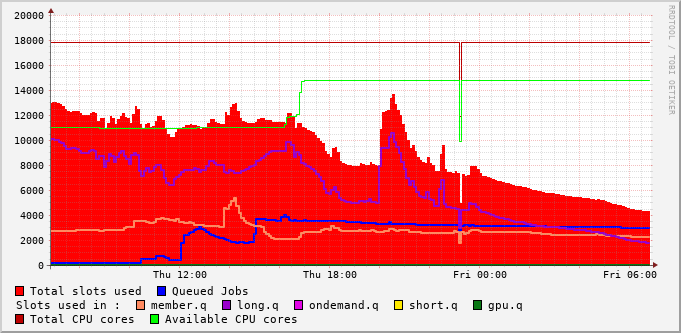 RRDTOOL / TOBI OETIKER
20000
18000
16000
14000
12000
10000
8000
6000
4000
2000
0
Thu 12:00 Thu 18:00 Fri 00:00 Fri 06:00
Total slots used Queued Jobs
Slots used in : member.q long.q ondemand.q short.q gpu.q
Total CPU cores Available CPU cores